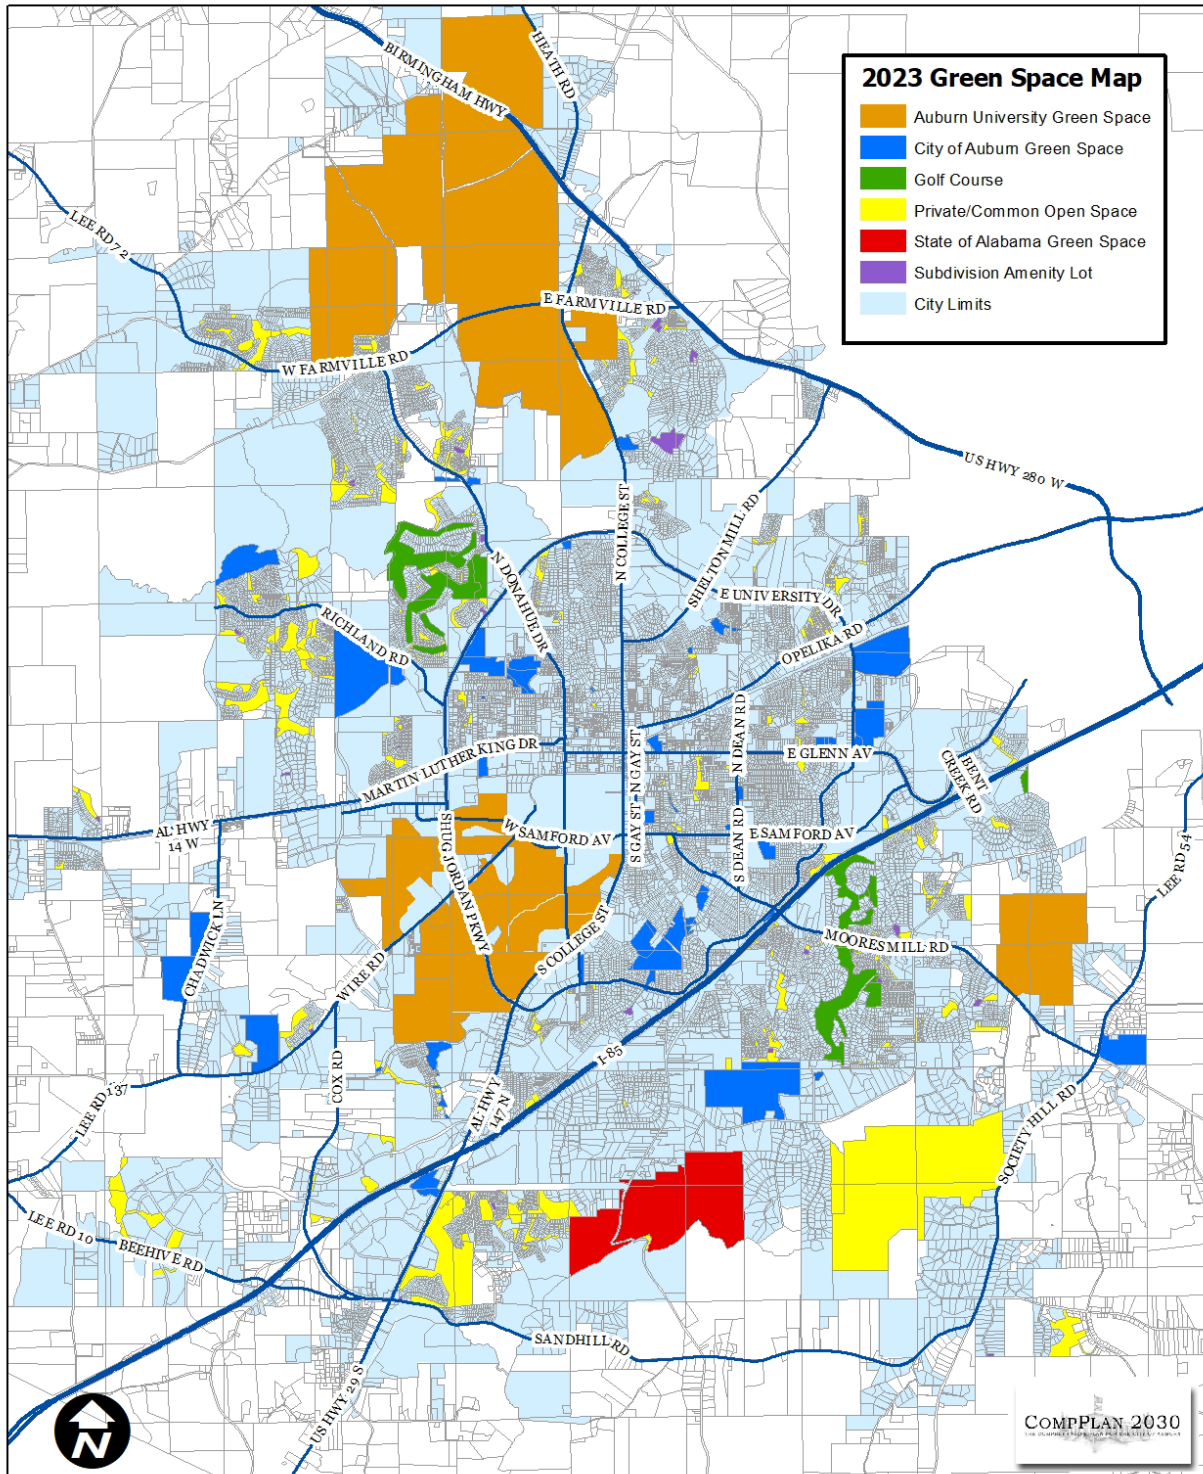 2023 Green Space Map
Auburn University Green Space
City of Auburn Green Space
Golf Course
Private/Common Open Space
State of Alabama Green Space
Subdivision Amenity Lot
City Limits
BIRMINGHAM HWY
HEATH RD
LEE RD 72
E FARMVILLE RD
W FARMVILLE RD
US HWY 280 W
N COLLEGE ST
SHELTON MILL RD
N DONAHUE DR
E UNIVERSITY DR
RICHLAND RD
OPELIKA RD
MARTIN LUTHER KING DR
N GAY ST
N DEAN RD
E GLENN AV
BENT
CREEK RD
AL HWY
14 W
SHUG JORDAN PKWY
W SAMFORD AV
S GAY ST
S DEAN RD
E SAMFORD AV
LEE RD 54
CHADWICK LN
WIRE RD
S COLLEGE ST
MOORES MILL RD
COX RD
I-85
LEE RD 137
AL HWY
147 N
SOCIETY HILL RD
LEE RD 10
BEEHIVE RD
SANDHILL RD
US HWY 29 S
N
COMPPLAN 2030